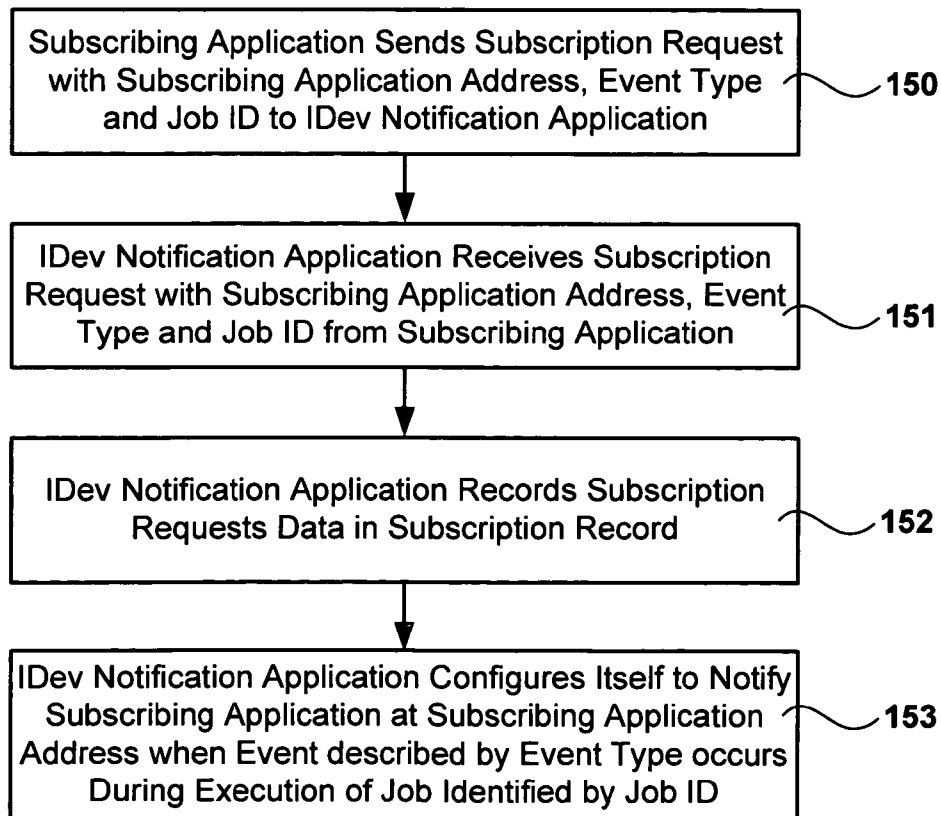 Subscribing Application Sends Subscription Request
with Subscribing Application Address, Event Type
and Job ID to IDev Notification Application
150
IDev Notification Application Receives Subscription
Request with Subscribing Application Address, Event
Type and Job ID from Subscribing Application
151
IDev Notification Application Records Subscription
Requests Data in Subscription Record
152
IDev Notification Application Configures Itself to Notify
Subscribing Application at Subscribing Application
Address when Event described by Event Type occurs
During Execution of Job Identified by Job ID
153